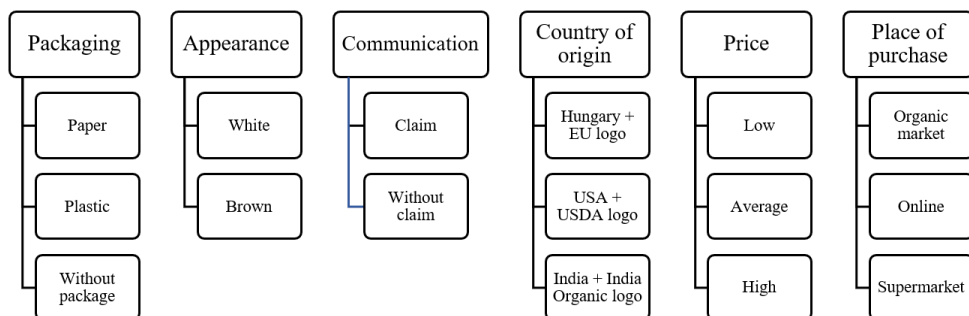 Packaging
Paper
Plastic
Without
package
Appearance
White
Brown
Communication
Claim
Without
claim
Country of
origin
Hungary +
EU logo
USA +
USDA logo
India + India
Organic logo
Price
Low
Average
High
Place of
purchase
Organic
market
Online
Supermarket